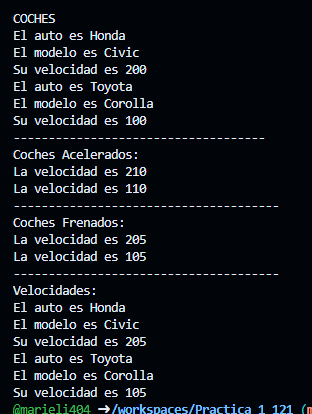 COCHES
El auto es Honda
El modelo es Civic
Su velocidad es 200
El auto es Toyota
El modelo es Corolla
Su velocidad es 100
------------------------------------
Coches Acelerados:
La velocidad es 210
La velocidad es 110
--------------------------------------
Coches Frenados:
La velocidad es 205
La velocidad es 105
--------------------------------------
Velocidades:
El auto es Honda
El modelo es Civic
Su velocidad es 205
El auto es Toyota
El modelo es Corolla
Su velocidad es 105
@marieli404 ➜/workspaces/Practica_1_121 (m